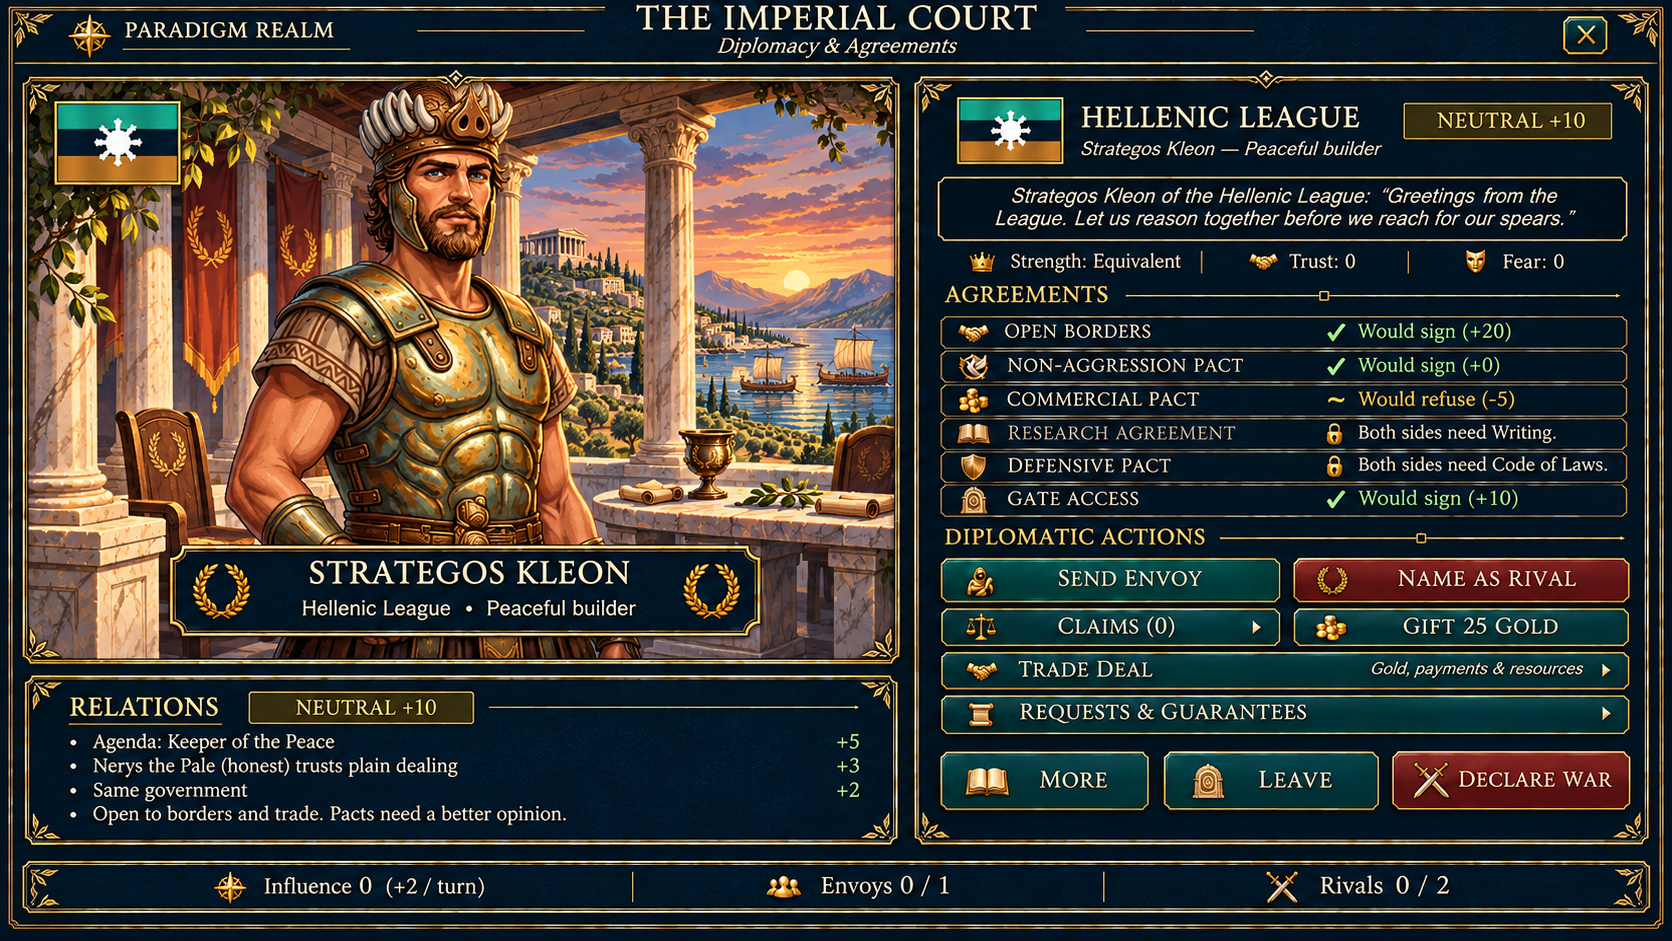 PARADIGM REALM
THE IMPERIAL COURT
Diplomacy & Agreements
HELLENIC LEAGUE
Strategos Kleon — Peaceful builder
NEUTRAL +10
Strategos Kleon of the Hellenic League: “Greetings from the
League. Let us reason together before we reach for our spears.”
Strength: Equivalent
Trust: 0
Fear: 0
AGREEMENTS
OPEN BORDERS
Would sign (+20)
NON-AGGRESSION PACT
Would sign (+0)
COMMERCIAL PACT
~ Would refuse (-5)
RESEARCH AGREEMENT
Both sides need Writing.
DEFENSIVE PACT
Both sides need Code of Laws.
GATE ACCESS
Would sign (+10)
DIPLOMATIC ACTIONS
SEND ENVOY
NAME AS RIVAL
CLAIMS (0)
GIFT 25 GOLD
TRADE DEAL
Gold, payments & resources
REQUESTS & GUARANTEES
MORE
LEAVE
DECLARE WAR
STRATEGOS KLEON
Hellenic League • Peaceful builder
RELATIONS
NEUTRAL +10
• Agenda: Keeper of the Peace +5
• Nerys the Pale (honest) trusts plain dealing +3
• Same government +2
• Open to borders and trade. Pacts need a better opinion.
Influence 0 (+2 / turn)
Envoys 0 / 1
Rivals 0 / 2